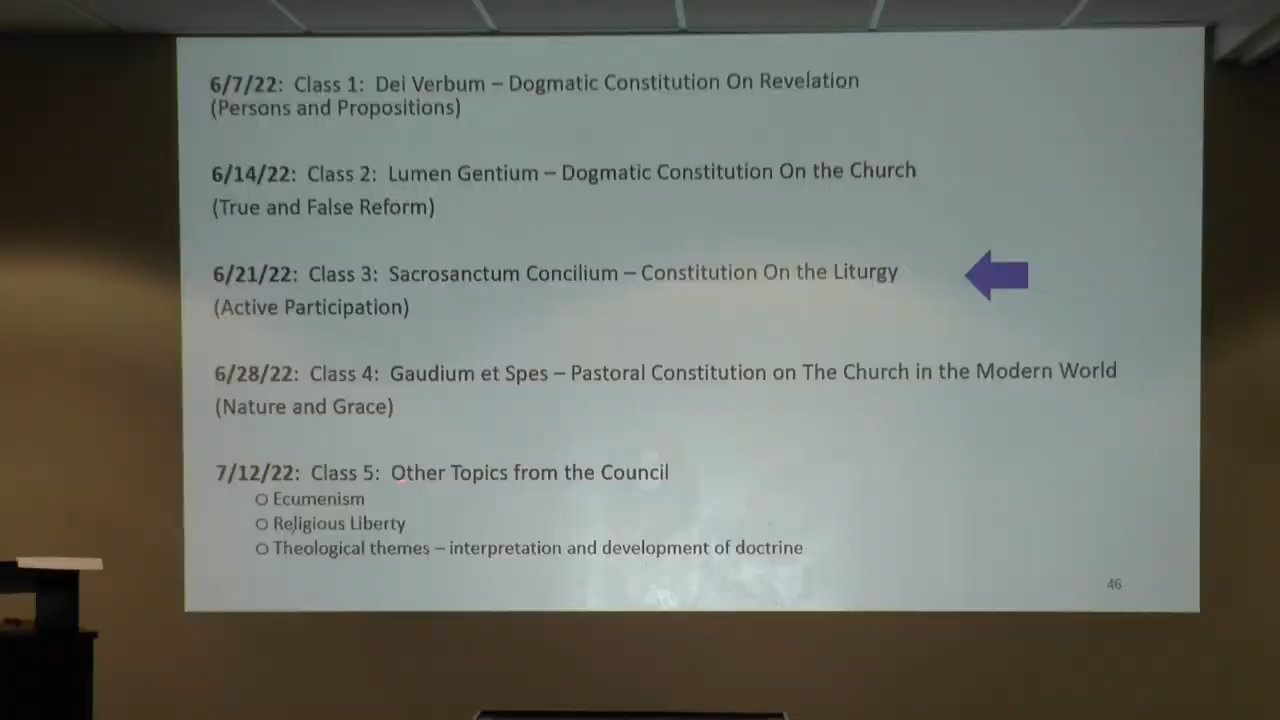 6/7/22: Class 1: Dei Verbum – Dogmatic Constitution On Revelation
(Persons and Propositions)
6/14/22: Class 2: Lumen Gentium – Dogmatic Constitution On the Church
(True and False Reform)
6/21/22: Class 3: Sacrosanctum Concilium – Constitution On the Liturgy
(Active Participation)
6/28/22: Class 4: Gaudium et Spes – Pastoral Constitution on The Church in the Modern World
(Nature and Grace)
7/12/22: Class 5: Other Topics from the Council
○ Ecumenism
○ Religious Liberty
○ Theological themes – interpretation and development of doctrine
46